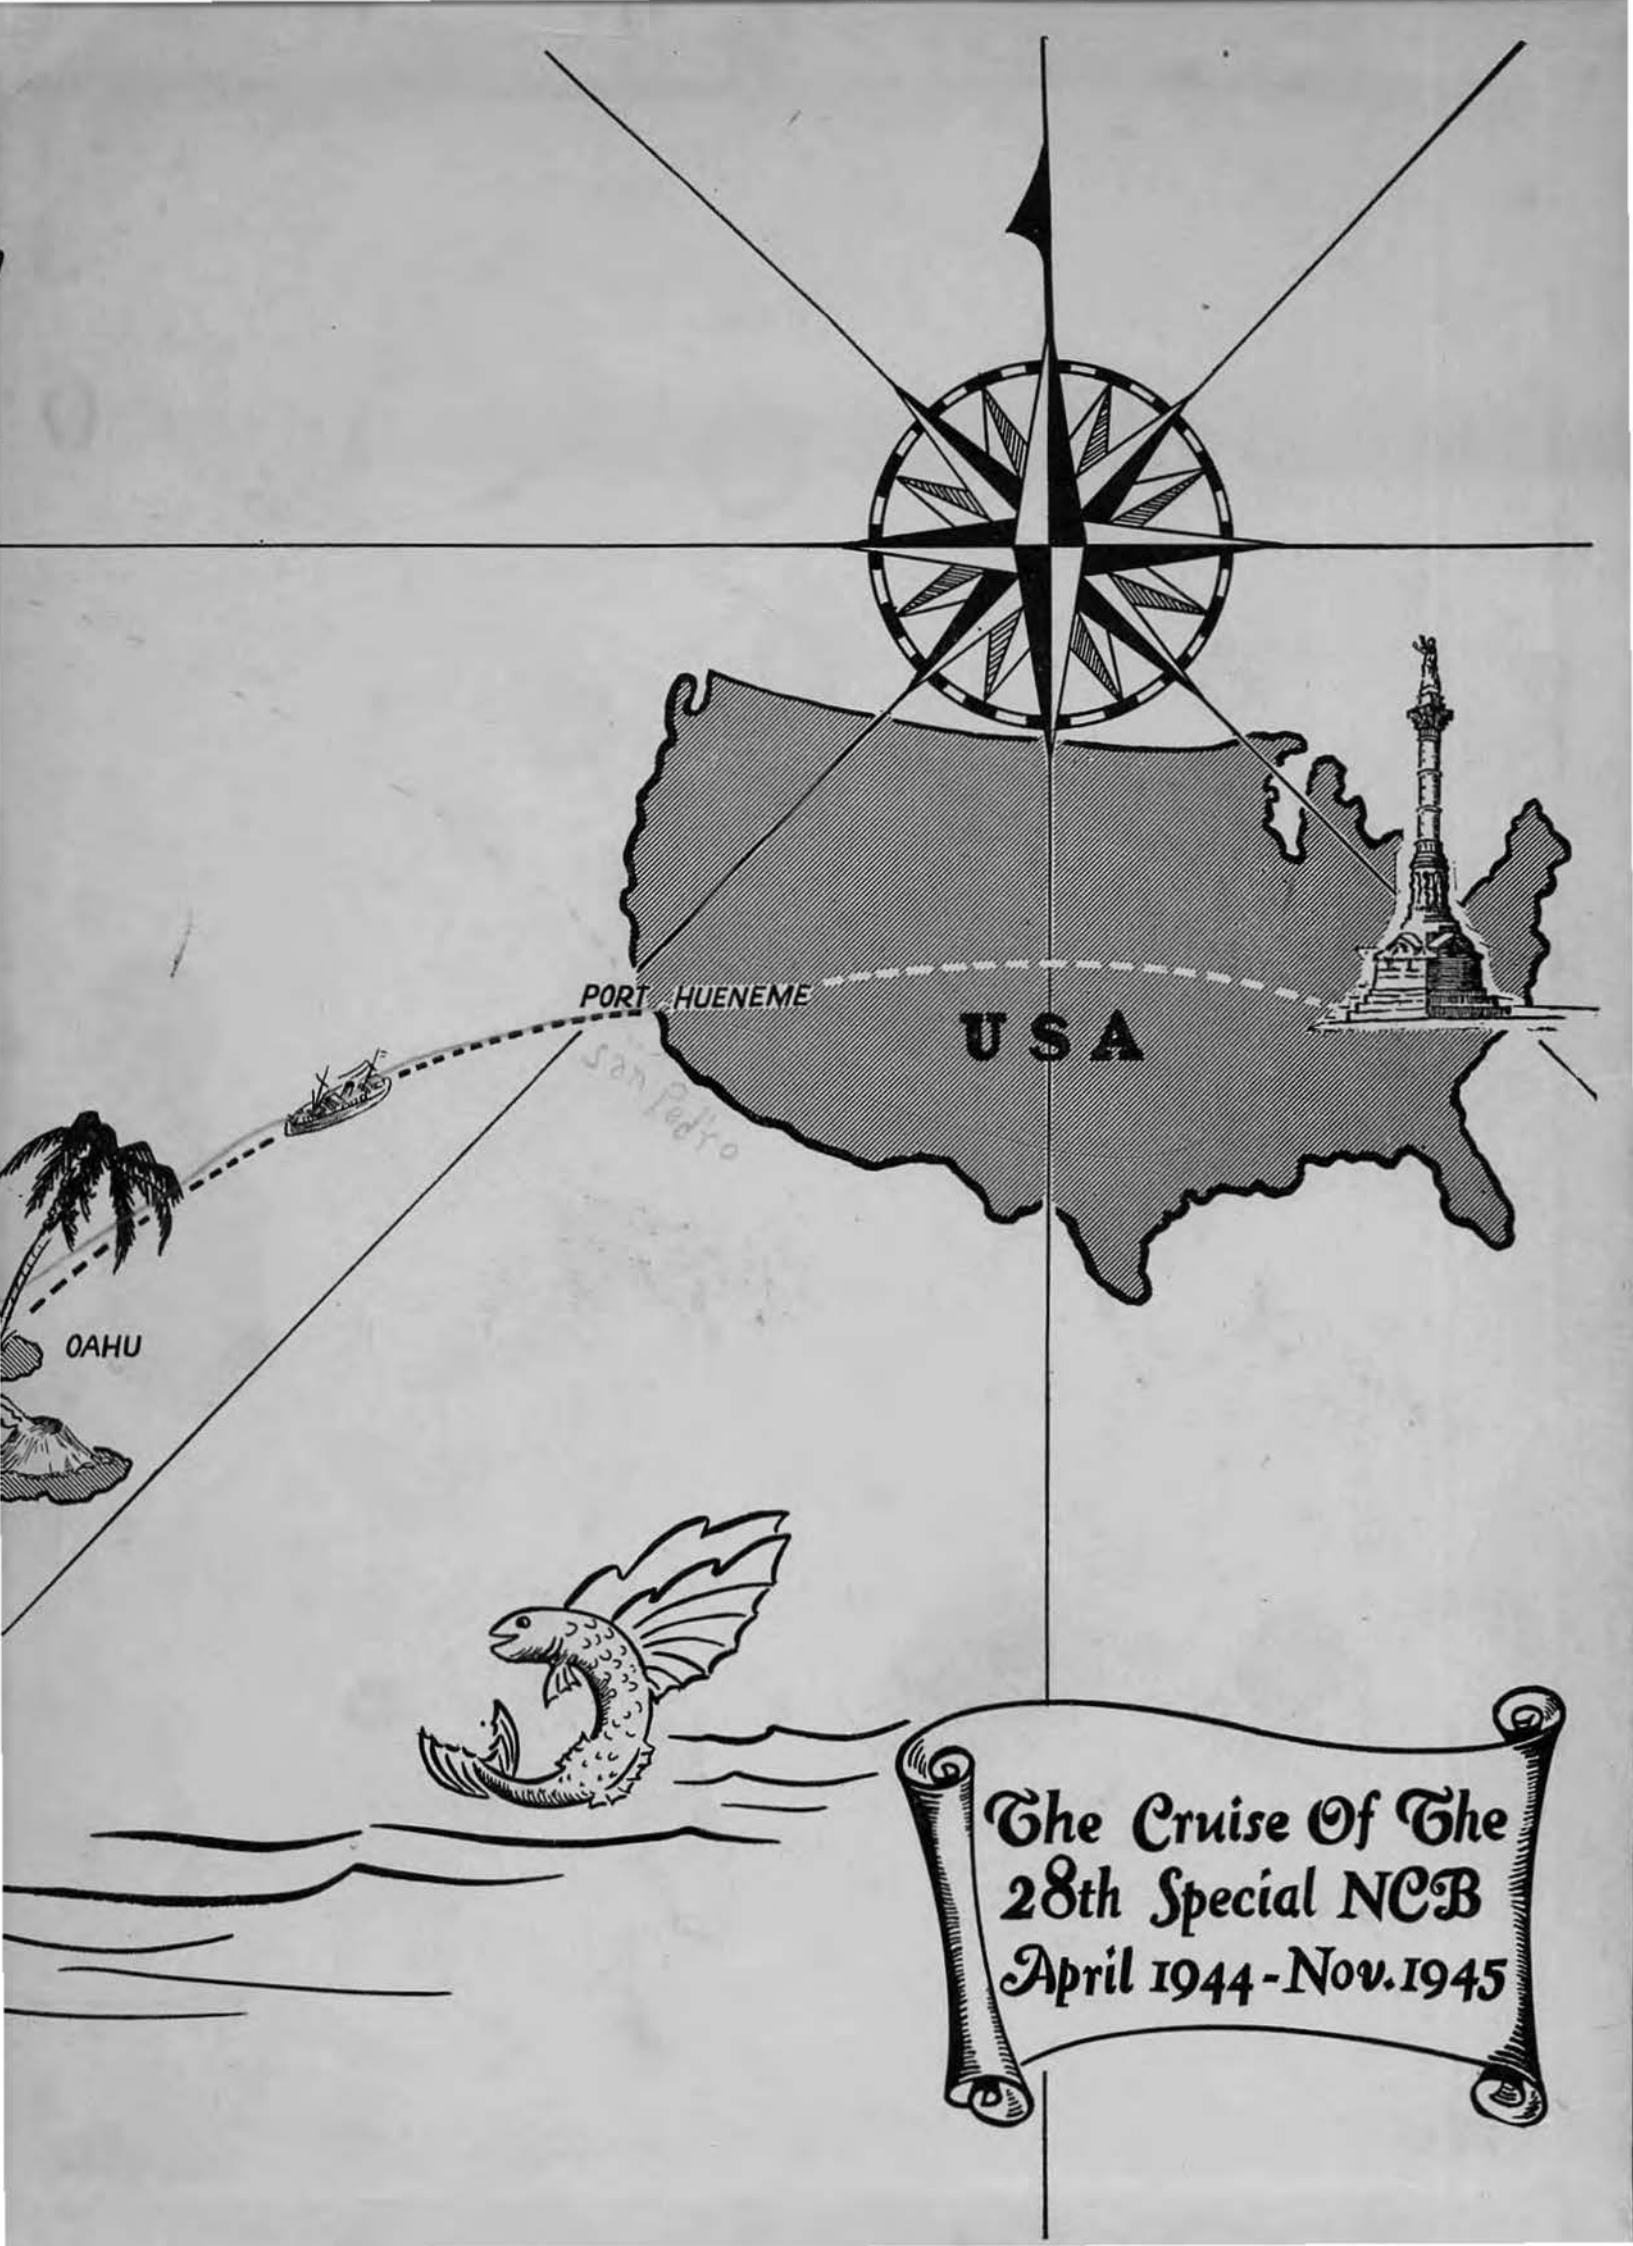 PORT HUENEME
USA
San Pedro
OAHU
The Cruise Of The
28th Special NCB
April 1944-Nov.1945